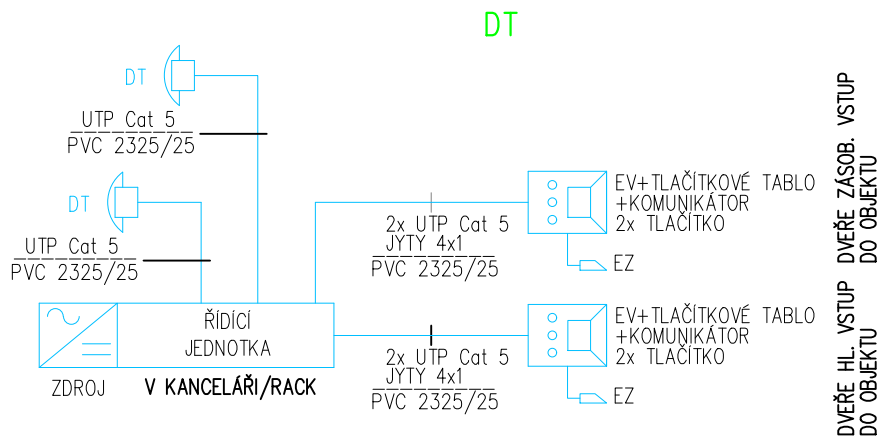 DT
DT
UTP Cat 5
PVC 2325/25
DT
UTP Cat 5
PVC 2325/25
ŘÍDÍCÍ
JEDNOTKA
ZDROJ
V KANCELÁŘI/RACK
2x UTP Cat 5
JYTY 4x1
PVC 2325/25
EV+TLAČÍTKOVÉ TABLO
+KOMUNIKÁTOR
2x TLAČÍTKO
EZ
DVEŘE ZÁSOB. VSTUP
DO OBJEKTU
2x UTP Cat 5
JYTY 4x1
PVC 2325/25
EV+TLAČÍTKOVÉ TABLO
+KOMUNIKÁTOR
2x TLAČÍTKO
EZ
DVEŘE HL. VSTUP
DO OBJEKTU